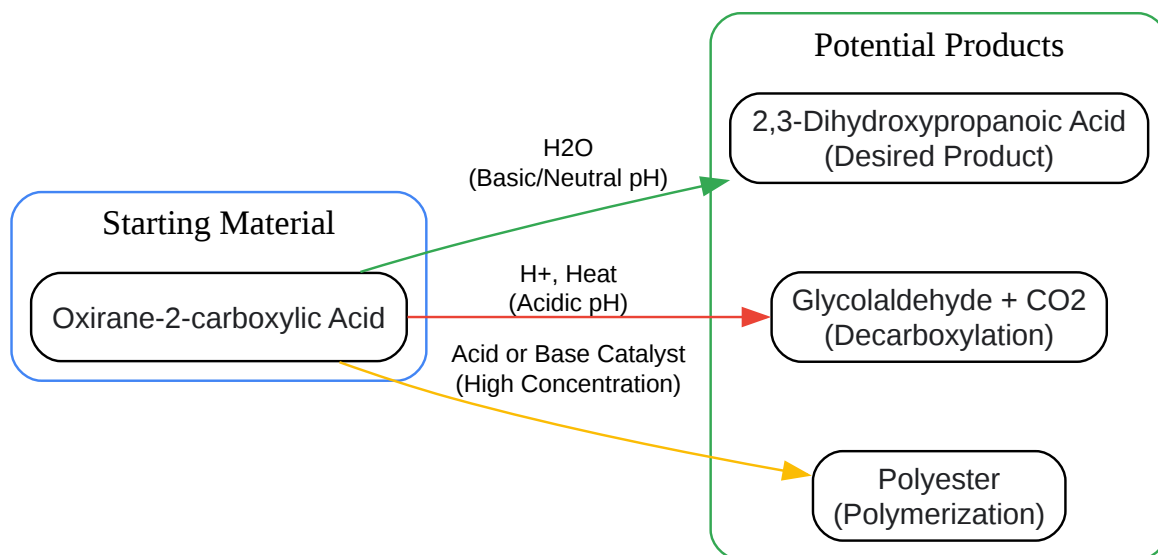 Potential Products
2,3-Dihydroxypropanoic Acid
(Desired Product)
H2O
(Basic/Neutral pH)
Starting Material
Oxirane-2-carboxylic Acid
H+, Heat
(Acidic pH)
Glycolaldehyde + CO2
(Decarboxylation)
Acid or Base Catalyst
(High Concentration)
Polyester
(Polymerization)